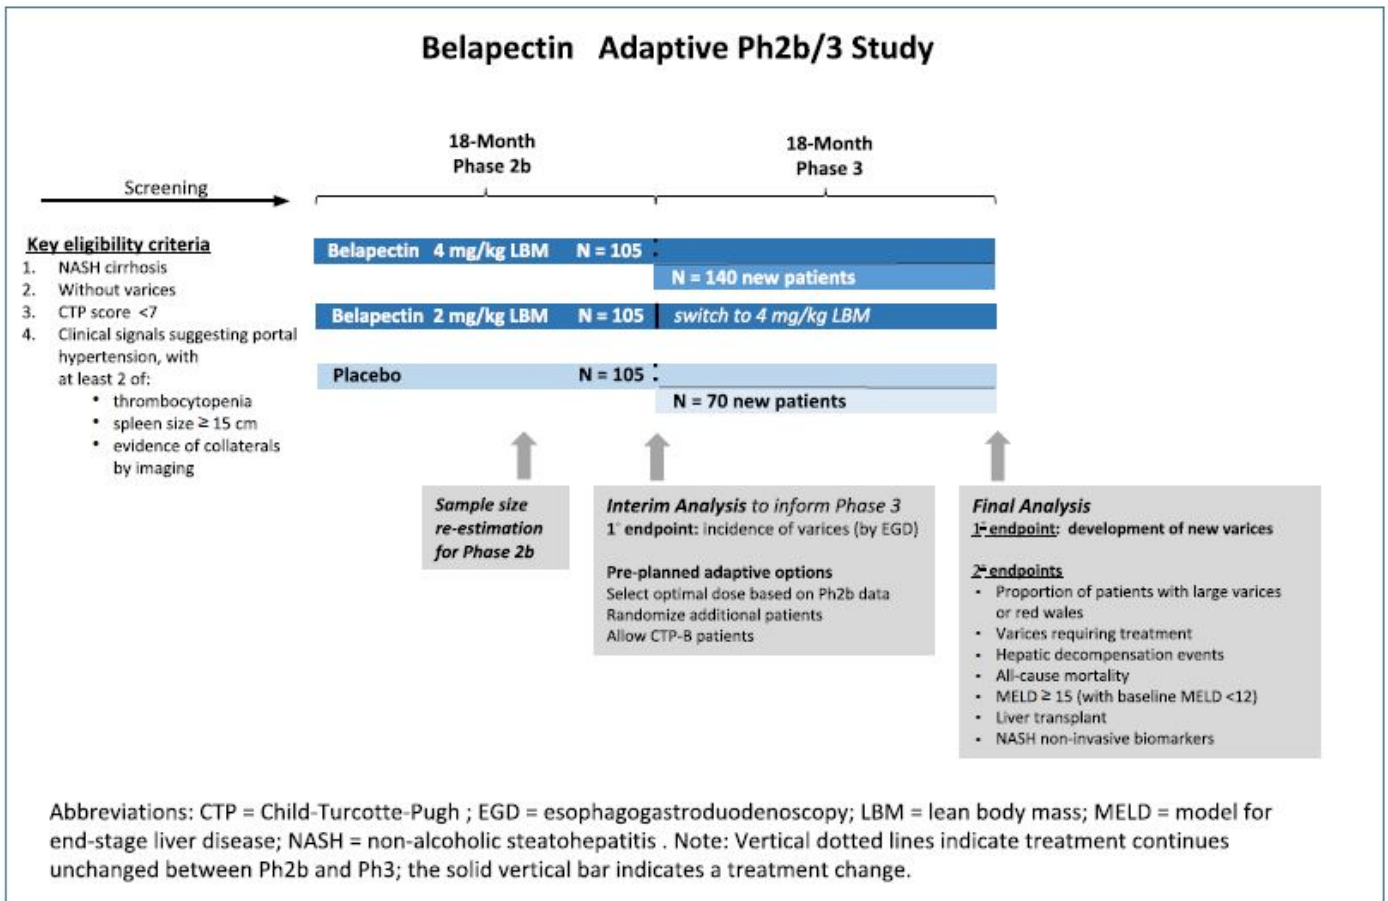 Belapectin Adaptive Ph2b/3 Study
18-Month
Phase 2b
18-Month
Phase 3
Screening
Key eligibility criteria
1. NASH cirrhosis
2. Without varices
3. CTP score <7
4. Clinical signals suggesting portal
hypertension, with
at least 2 of:
• thrombocytopenia
• spleen size ≥ 15 cm
• evidence of collaterals
by imaging
Belapectin 4 mg/kg LBM N = 105
N = 140 new patients
Belapectin 2 mg/kg LBM N = 105
switch to 4 mg/kg LBM
Placebo N = 105
N = 70 new patients
Sample size
re-estimation
for Phase 2b
Interim Analysis to inform Phase 3
1° endpoint: incidence of varices (by EGD)
Pre-planned adaptive options
Select optimal dose based on Ph2b data
Randomize additional patients
Allow CTP-B patients
Final Analysis
1° endpoint: development of new varices
2° endpoints
• Proportion of patients with large varices
or red wales
• Varices requiring treatment
• Hepatic decompensation events
• All-cause mortality
• MELD ≥ 15 (with baseline MELD <12)
• Liver transplant
• NASH non-invasive biomarkers
Abbreviations: CTP = Child-Turcotte-Pugh ; EGD = esophagogastroduodenoscopy; LBM = lean body mass; MELD = model for
end-stage liver disease; NASH = non-alcoholic steatohepatitis . Note: Vertical dotted lines indicate treatment continues
unchanged between Ph2b and Ph3; the solid vertical bar indicates a treatment change.